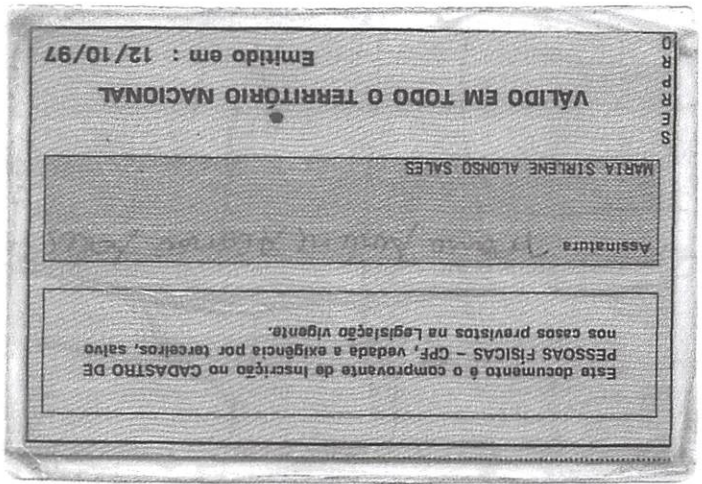 Este documento é o comprovante de inscrição no CADASTRO DE
PESSOAS FÍSICAS - CPF, vedada a exigência por terceiros, salvo
nos casos previstos na Legislação vigente.
Assinatura
MARIA SIRLENE ALONSO SALES
VÁLIDO EM TODO O TERRITÓRIO NACIONAL
Emitido em : 12/10/97
SERPRO